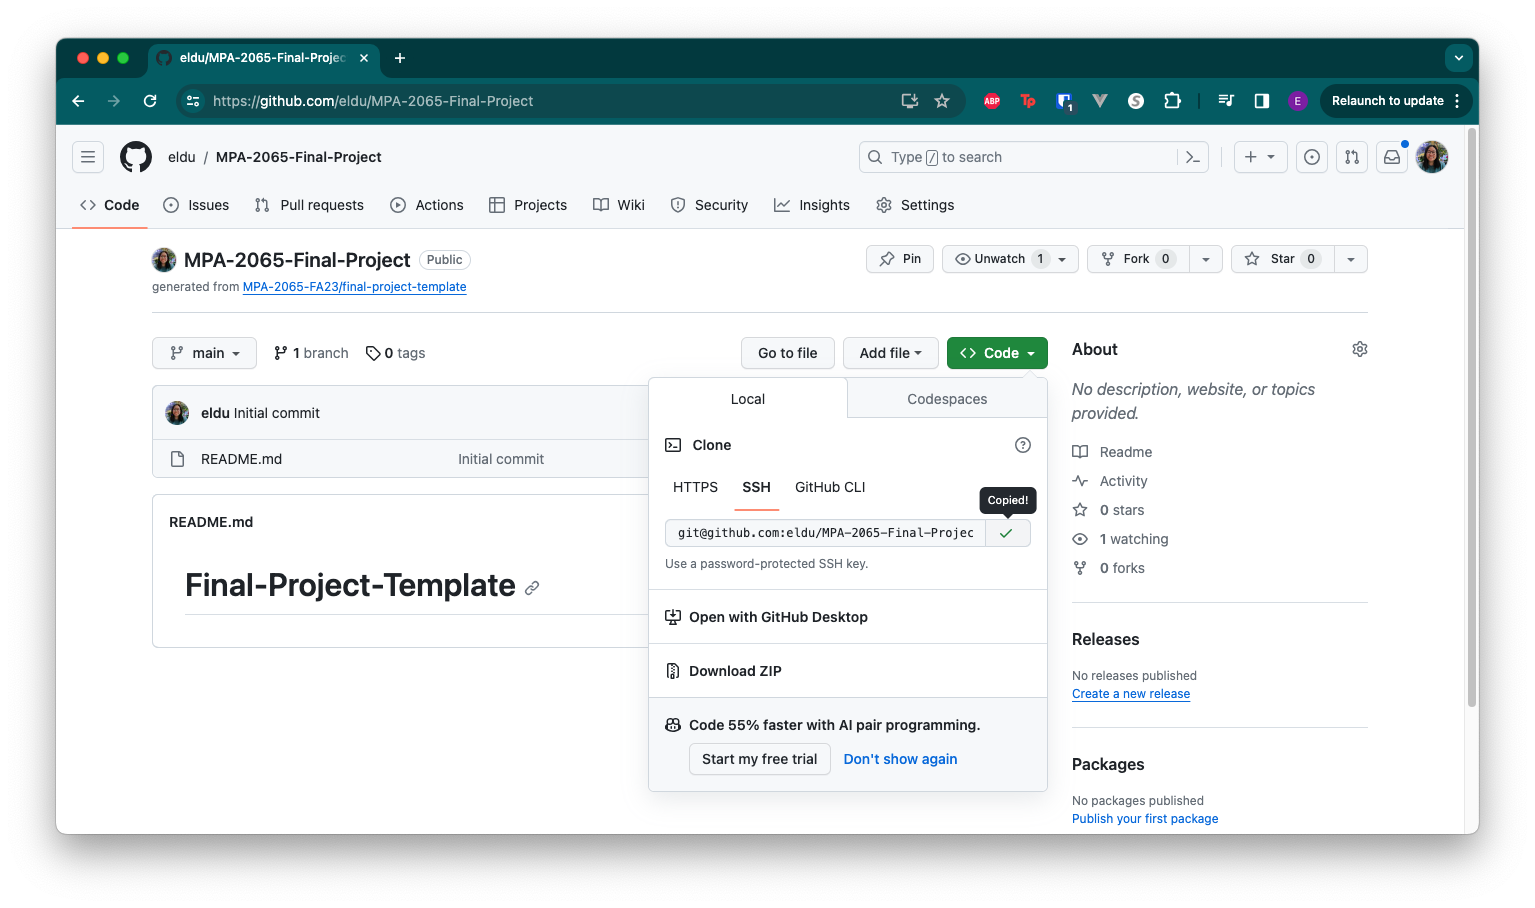 eldu/MPA-2065-Final-Projec
https://github.com/eldu/MPA-2065-Final-Project
ABP
Tp
1
S
E
Relaunch to update
eldu / MPA-2065-Final-Project
Type / to search
Code
Issues
Pull requests
Actions
Projects
Wiki
Security
Insights
Settings
MPA-2065-Final-Project
Public
Pin
Unwatch 1
Fork 0
Star 0
generated from MPA-2065-FA23/final-project-template
main
1 branch
0 tags
Go to file
Add file
Code
eldu Initial commit
README.md
Initial commit
README.md
Final-Project-Template
Local
Codespaces
Clone
HTTPS
SSH
GitHub CLI
Copied!
git@github.com:eldu/MPA-2065-Final-Projec
Use a password-protected SSH key.
Open with GitHub Desktop
Download ZIP
Code 55% faster with AI pair programming.
Start my free trial
Don't show again
About
No description, website, or topics
provided.
Readme
Activity
0 stars
1 watching
0 forks
Releases
No releases published
Create a new release
Packages
No packages published
Publish your first package